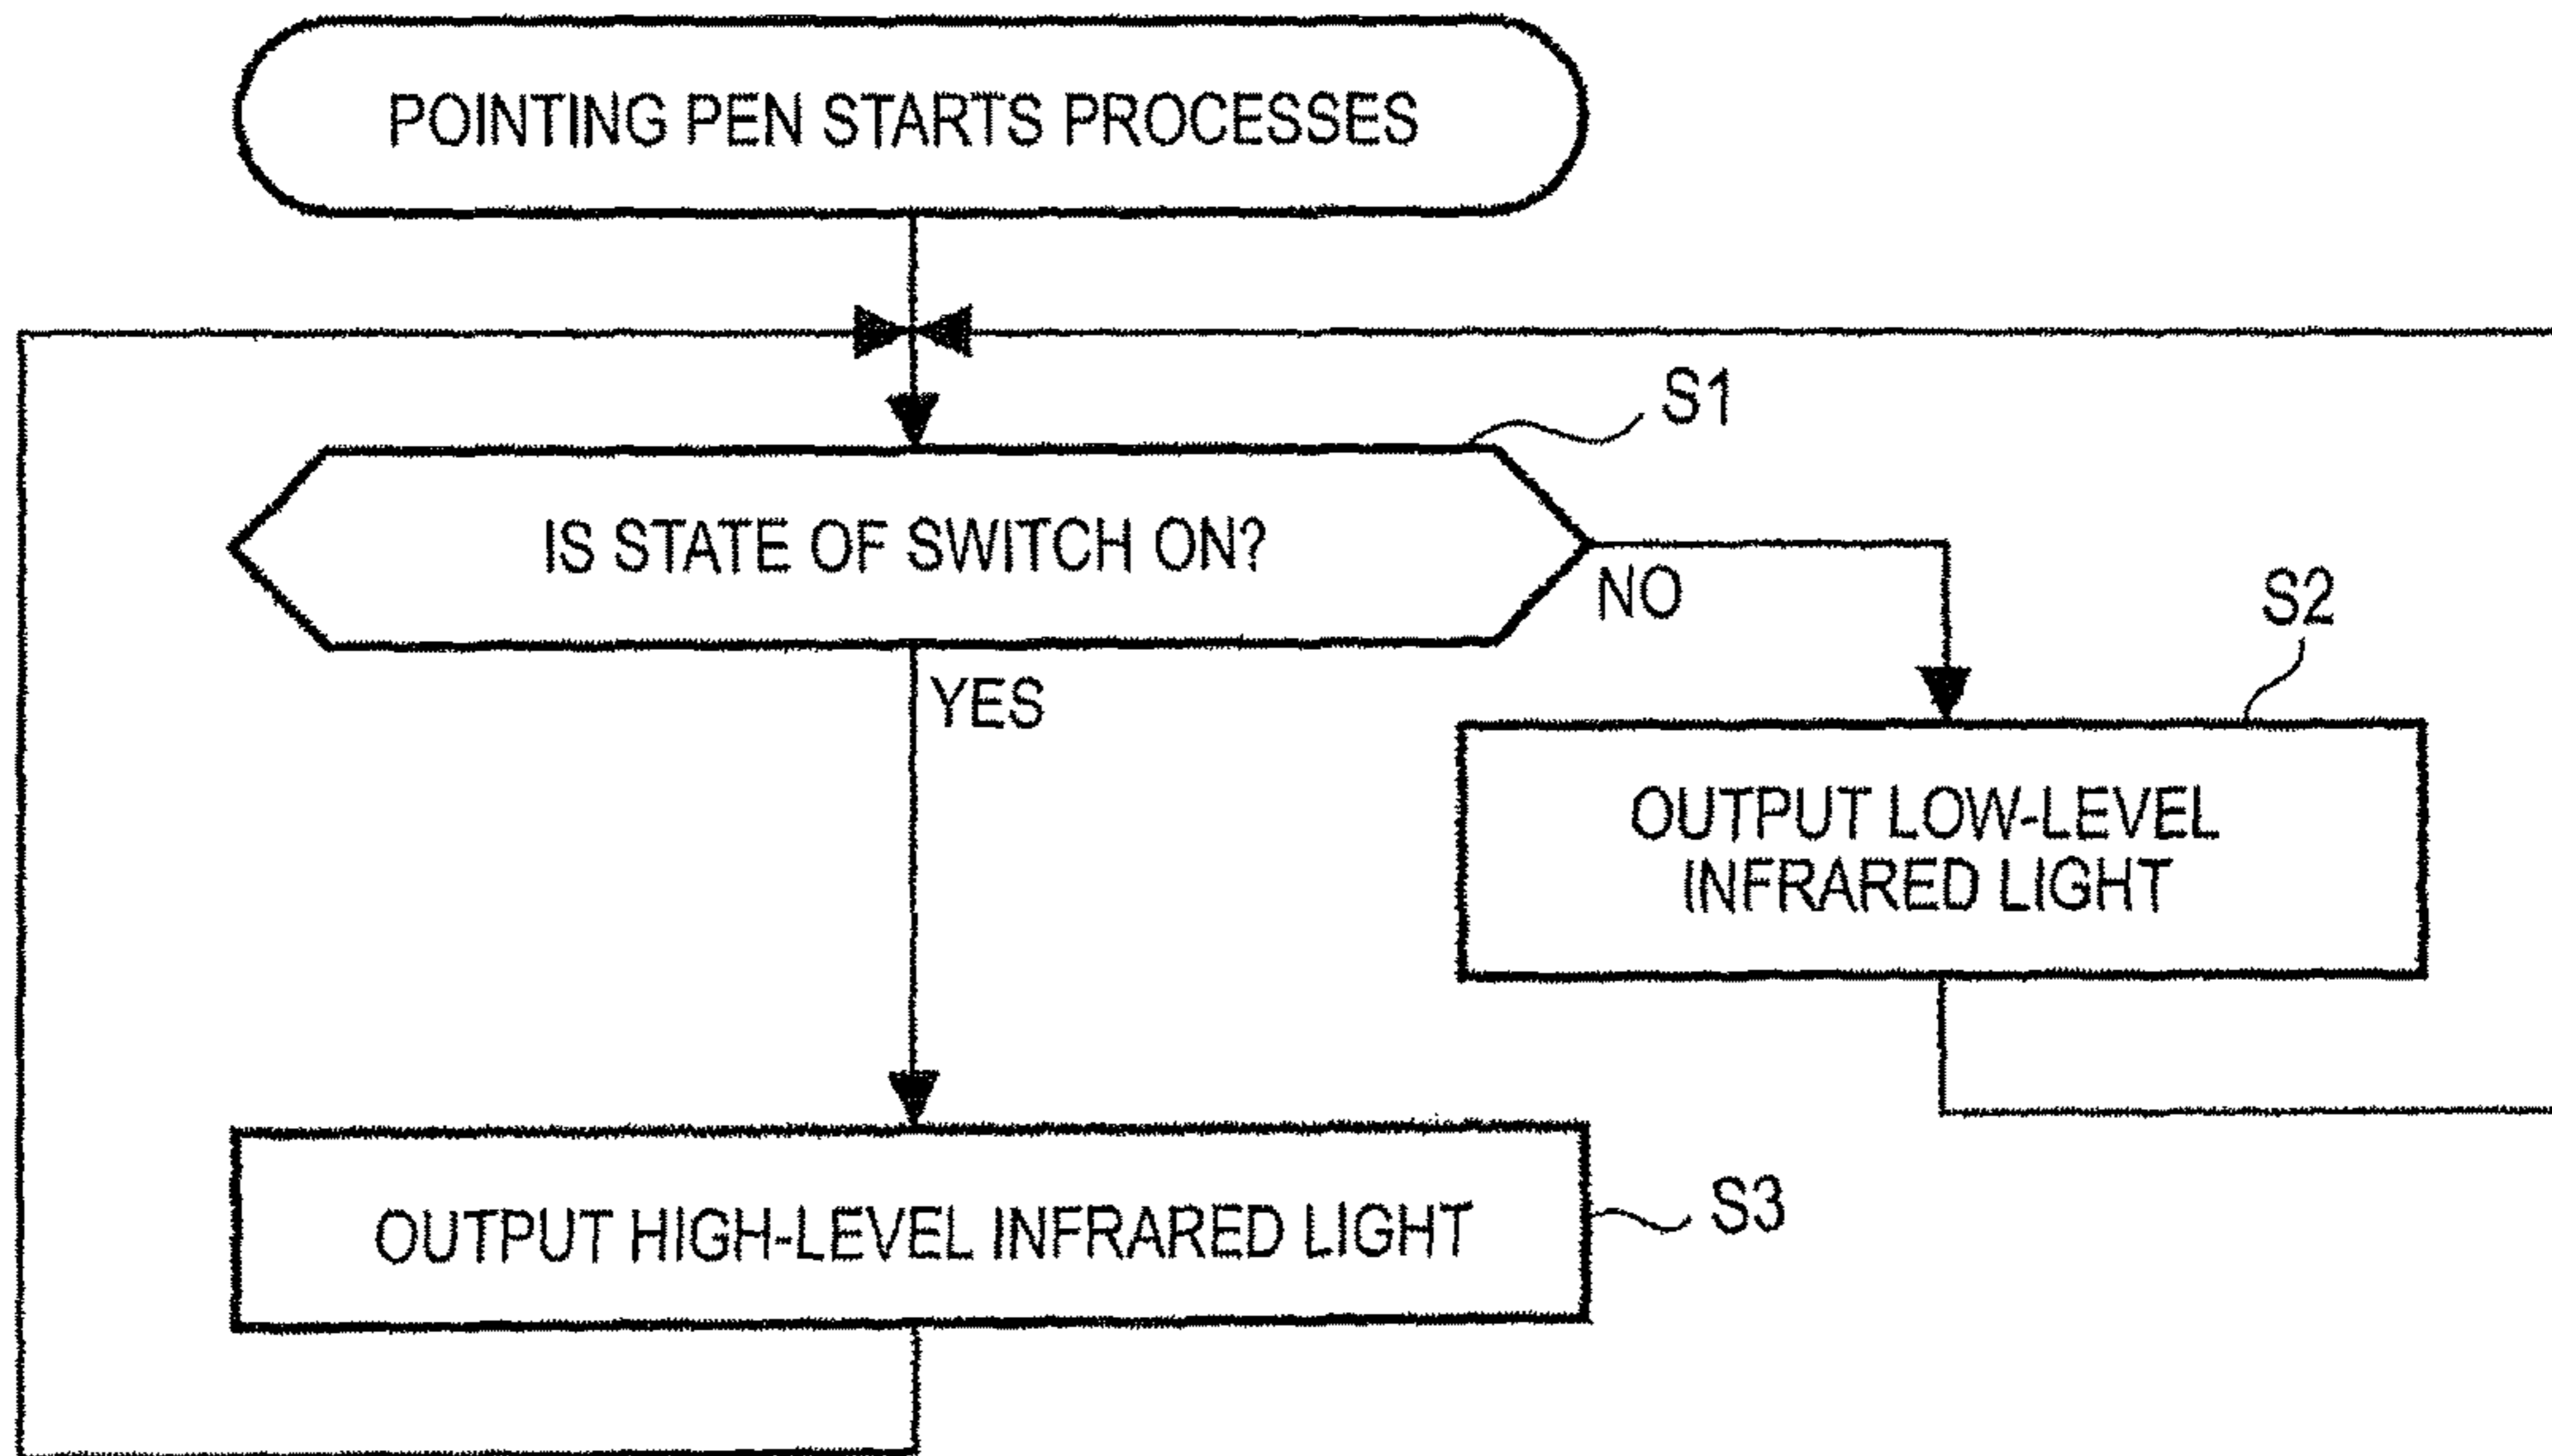 POINTING PEN STARTS PROCESSES
S1
IS STATE OF SWITCH ON?
NO
S2
YES
OUTPUT LOW-LEVEL
INFRARED LIGHT
OUTPUT HIGH-LEVEL INFRARED LIGHT
S3